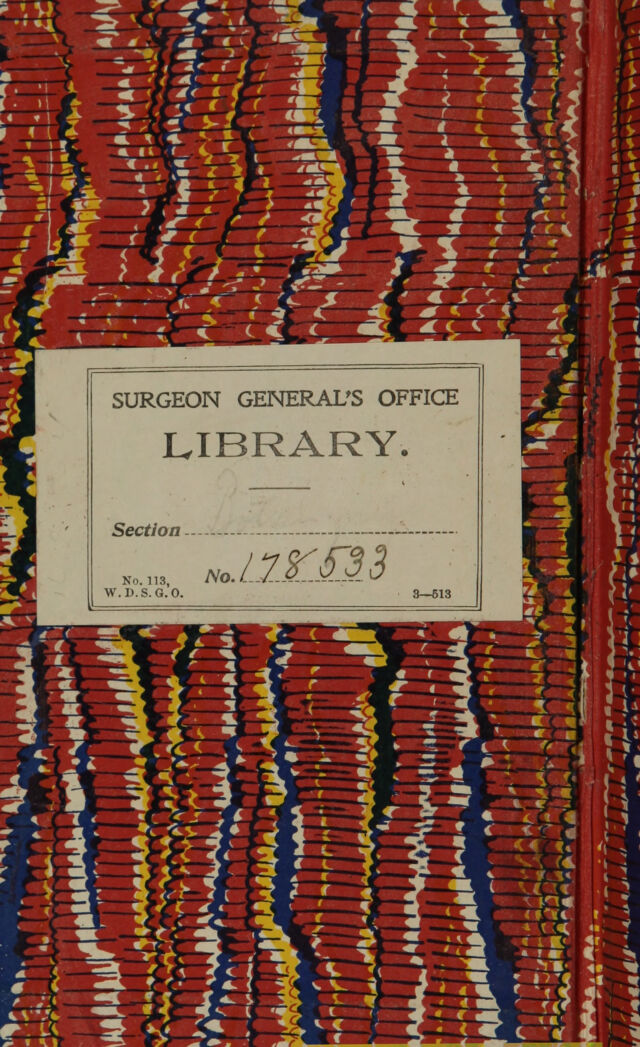 SURGEON GENERAL'S OFFICE
LIBRARY.
Section
No. 178533
No. 113,
W. D. S. G. O.
3—513